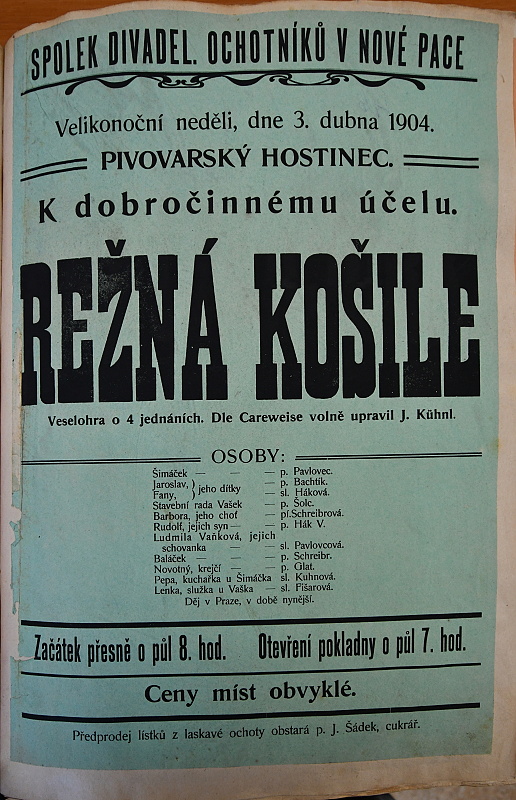 SPOLEK DIVADEL. OCHOTNÍKŮ V NOVÉ PACE
Velikonoční neděli, dne 3. dubna 1904.
PIVOVARSKÝ HOSTINEC.
K dobročinnému účelu.
REŽNÁ KOŠILE
Veselohra o 4 jednáních. Dle Careweise volně upravil J. Kühnl.
OSOBY:
Šimáček — — — p. Pavlovec.
Jaroslav, ) jeho dítky — p. Bachtík.
Fany, ) — sl. Háková.
Stavební rada Vašek — p. Šolc.
Barbora, jeho choť — pí. Schreibrová.
Rudolf, jejich syn — — p. Hák V.
Ludmila Vaňková, jejich
schovanka — — sl. Pavlovcová.
Baláček — — — p. Schreibr.
Novotný, krejčí — — p. Glat.
Pepa, kuchařka u Šimáčka sl. Kuhnová.
Lenka, služka u Vaška — sl. Fišarová.
Děj v Praze, v době nynější.
Začátek přesně o půl 8. hod. Otevření pokladny o půl 7. hod.
Ceny míst obvyklé.
Předprodej lístků z laskavé ochoty obstará p. J. Šádek, cukrář.